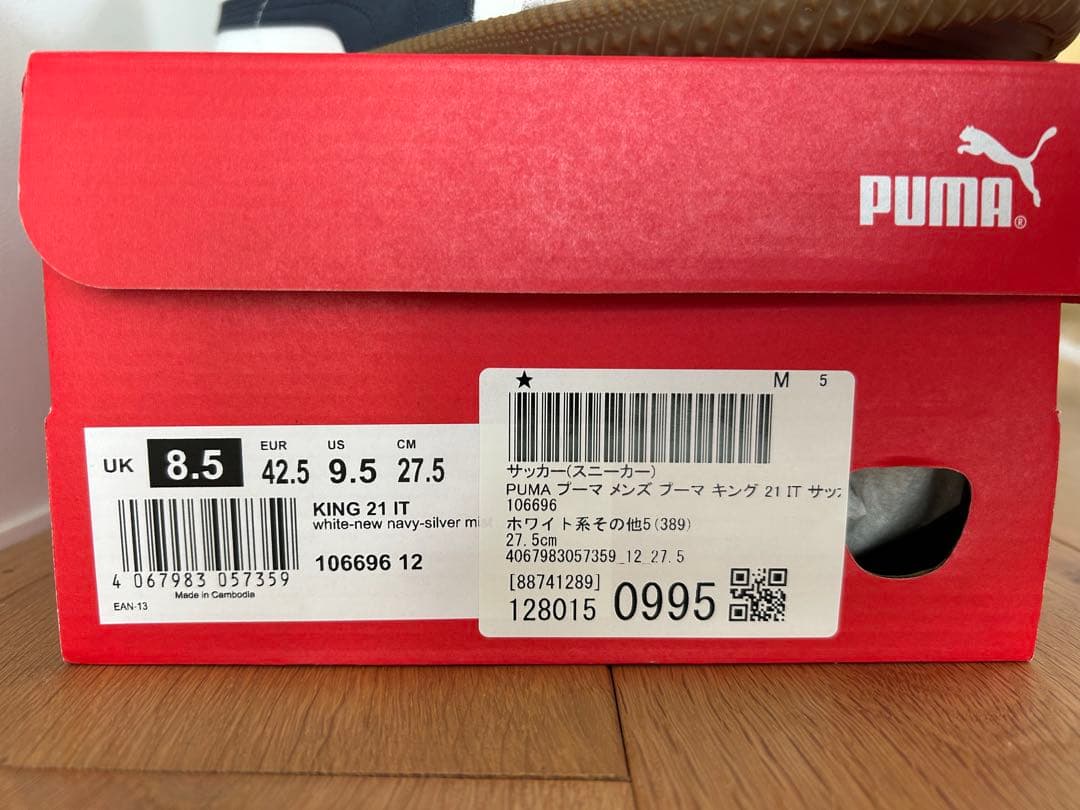 PUMA®
UK 8.5 EUR 42.5 US 9.5 CM 27.5
KING 21 IT
white-new navy-silver
106696 12
4 067983 057359
Made in Cambodia
EAN-13
★ M 5
サッカー(スニーカー)
PUMA プーマ メンズ プーマ キング 21 IT サッ
106696
ホワイト系その他5(389)
27.5cm
4067983057359_12_27.5
[88741289]
128015 0995